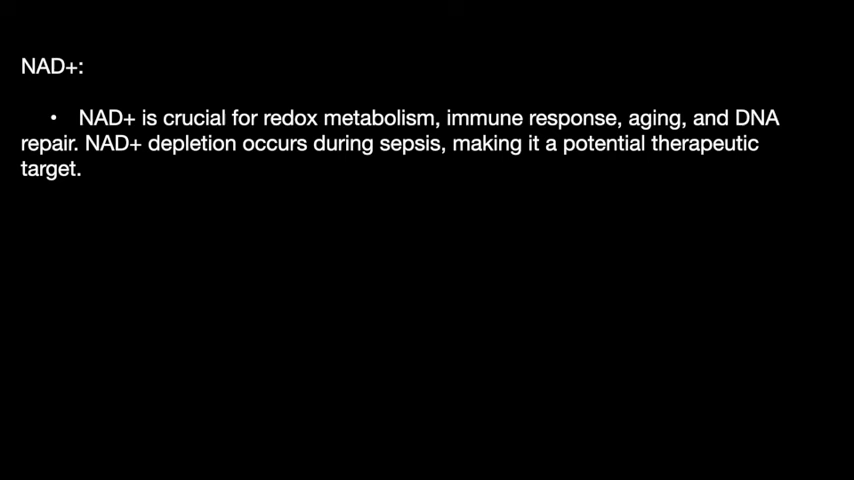 NAD+:
• NAD+ is crucial for redox metabolism, immune response, aging, and DNA
repair. NAD+ depletion occurs during sepsis, making it a potential therapeutic
target.